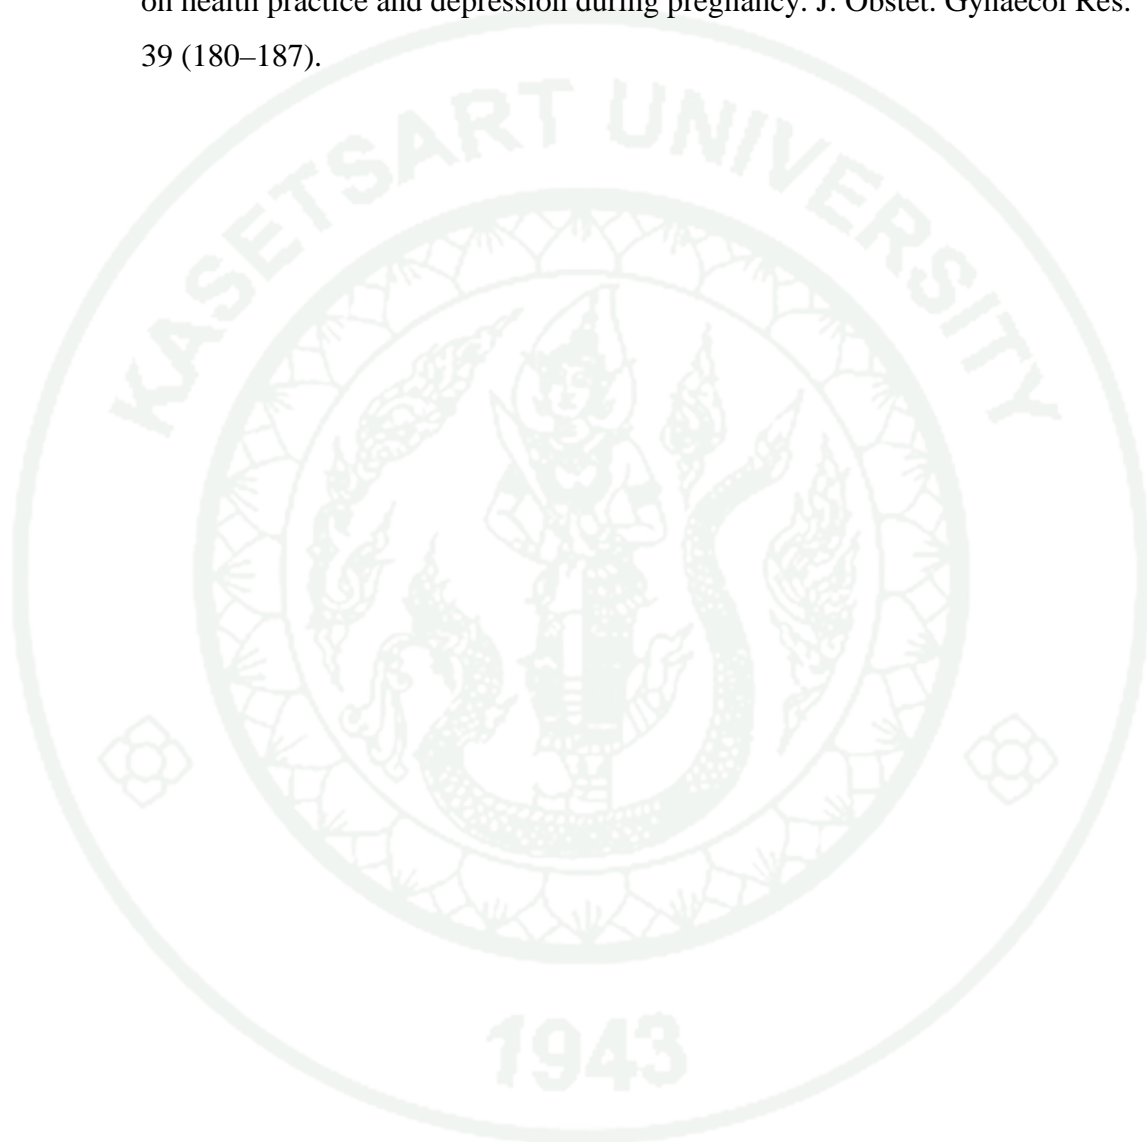 on health practice and depression during pregnancy. J. Obstet. Gynaecol Res.
39 (180–187).
KASETSART UNIVERSITY
1943